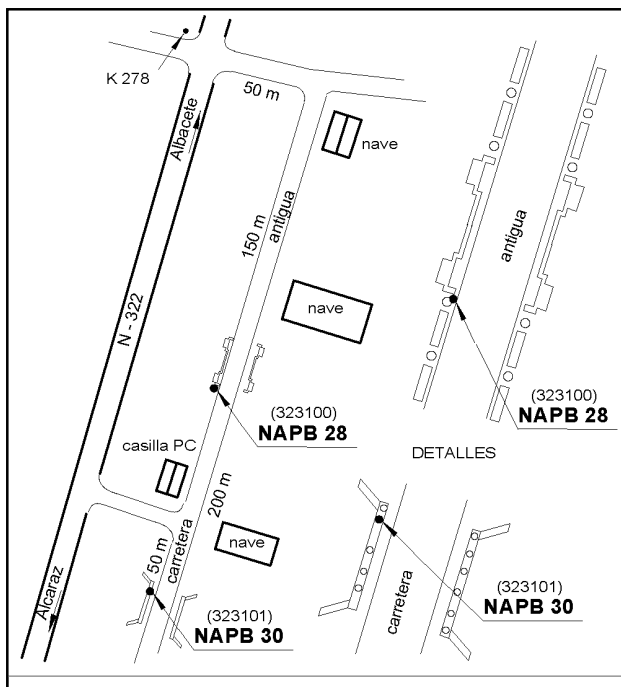 K 278
50 m
Albacete
nave
150 m
antigua
antigua
nave
N - 322
(323100)
NAPB 28
(323100)
NAPB 28
casilla PC
DETALLES
200 m
carretera
nave
50 m
(323101)
NAPB 30
carretera
(323101)
NAPB 30
Alcaraz